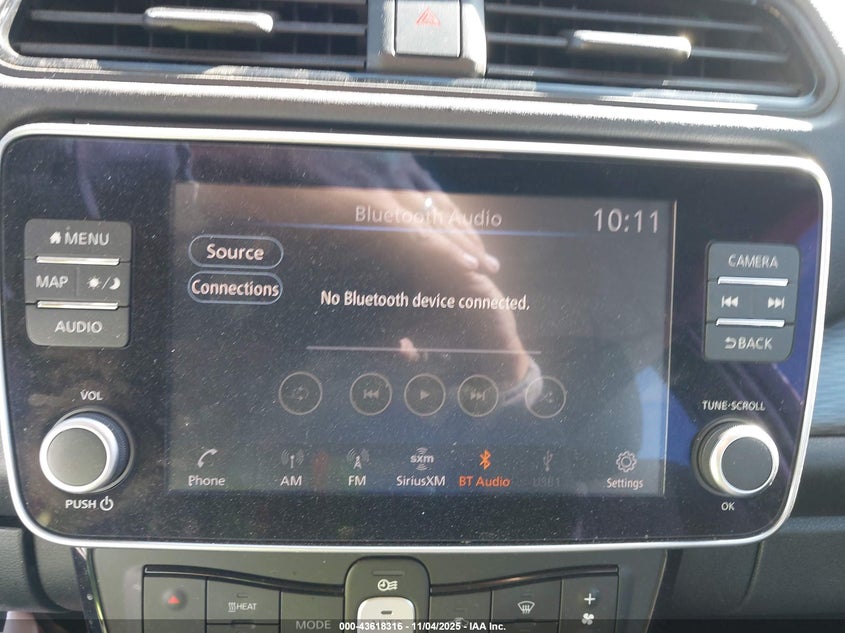 Bluetooth Audio
10:11
MENU
MAP
AUDIO
Source
Connections
No Bluetooth device connected.
CAMERA
BACK
VOL
PUSH
TUNE·SCROLL
OK
Phone
AM
FM
sxm
SiriusXM
BT Audio
USB1
Settings
HEAT
MODE
+
000-43618316 - 11/04/2025 - IAA Inc.